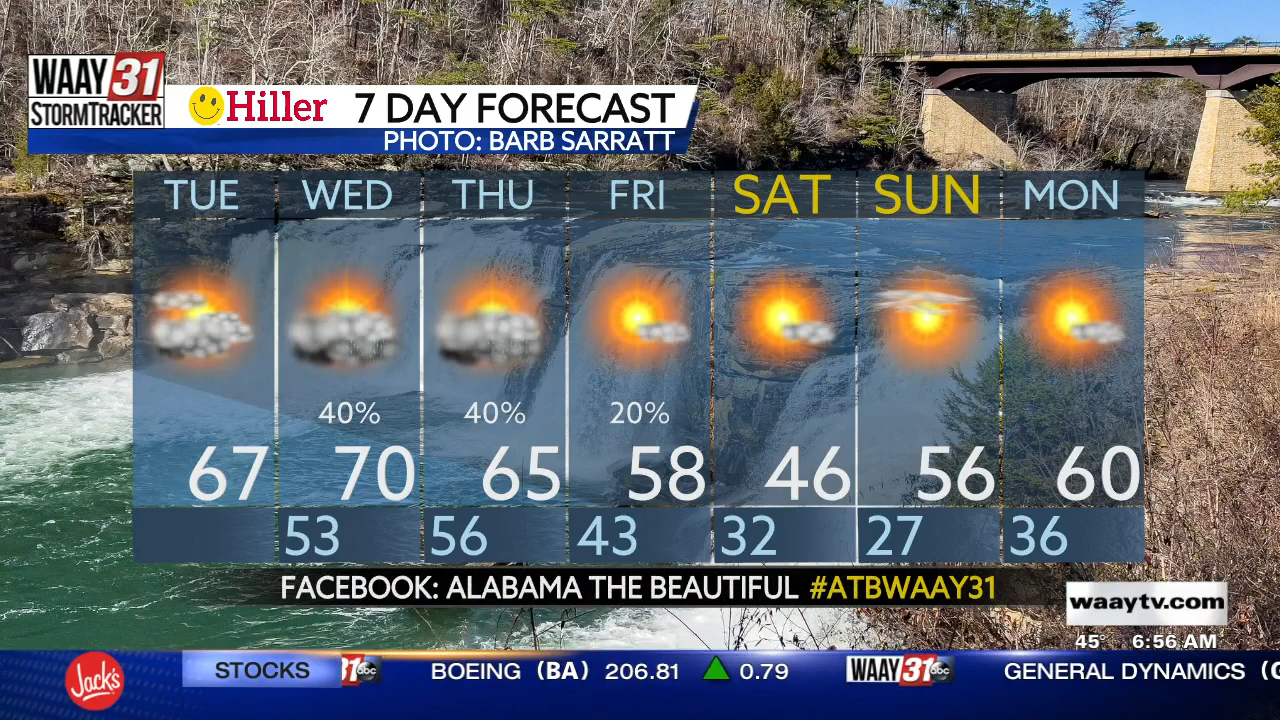 WAAY 31
STORMTRACKER
Hiller 7 DAY FORECAST
PHOTO: BARB SARRATT
TUE WED THU FRI SAT SUN MON
40% 40% 20%
67 70 65 58 46 56 60
53 56 43 32 27 36
FACEBOOK: ALABAMA THE BEAUTIFUL #ATBWAAY31
waaytv.com
45° 6:56 AM
Jack's STOCKS 31 abc BOEING (BA) 206.81 0.79 WAAY 31 abc GENERAL DYNAMICS (